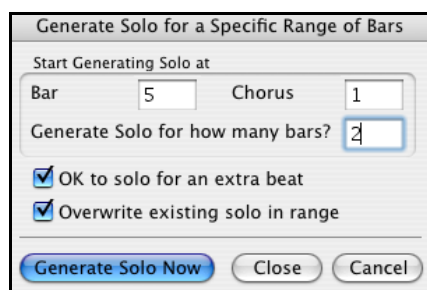 Generate Solo for a Specific Range of Bars
Start Generating Solo at
Bar 5 Chorus 1
Generate Solo for how many bars? 2
OK to solo for an extra beat
Overwrite existing solo in range
Generate Solo Now Close Cancel